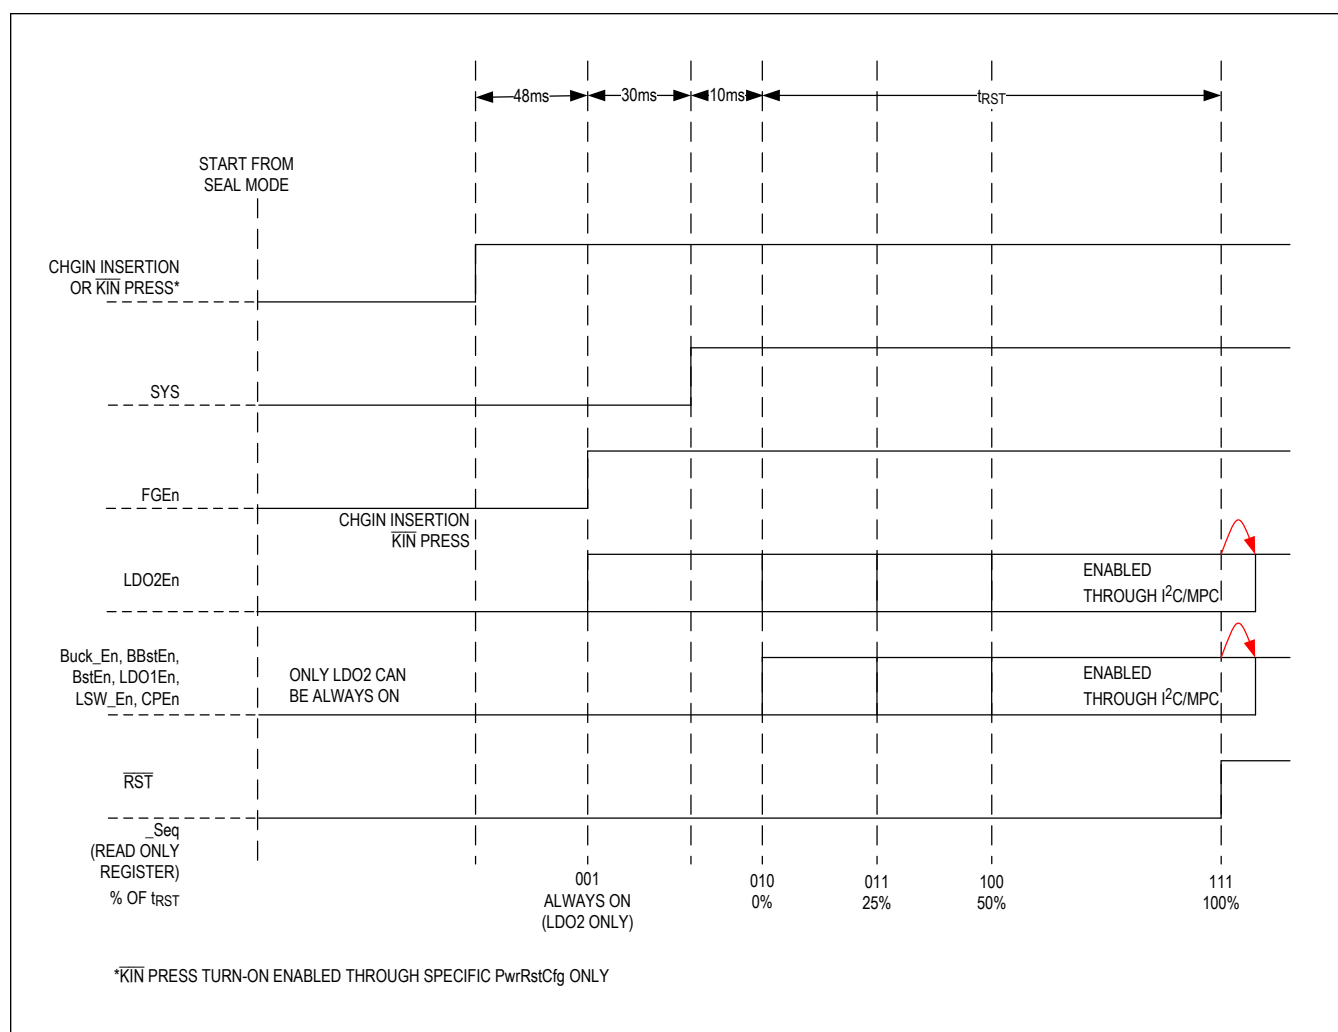 48ms
30ms
10ms
tRST
START FROM
SEAL MODE
CHGIN INSERTION
OR KIN PRESS*
SYS
FGEn
CHGIN INSERTION
KIN PRESS
LDO2En
ENABLED
THROUGH I2C/MPC
Buck_En, BBstEn,
BstEn, LDO1En,
LSW_En, CPEn
ONLY LDO2 CAN
BE ALWAYS ON
ENABLED
THROUGH I2C/MPC
RST
_Seq
(READ ONLY
REGISTER)
% OF tRST
001
ALWAYS ON
(LDO2 ONLY)
010
0%
011
25%
100
50%
111
100%
*KIN PRESS TURN-ON ENABLED THROUGH SPECIFIC PwrRstCfg ONLY